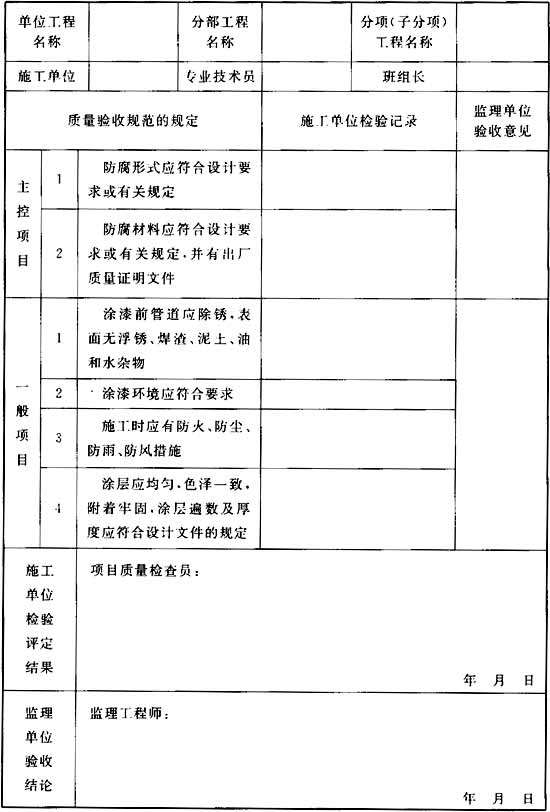 单位工程 分部工程 分项(子分项)
名称 名称 工程名称
施工单位 专业技术员 班组长
质量验收规范的规定 施工单位检验记录 监理单位
验收意见
主控项目
1 防腐形式应符合设计要
求或有关规定
2 防腐材料应符合设计要
求或有关规定,并有出厂
质量证明文件
一般项目
1 涂漆前管道应除锈,表
面无浮锈、焊渣、泥土、油
和水杂物
2 涂漆环境应符合要求
3 施工时应有防火、防尘、
防雨、防风措施
4 涂层应均匀,色泽一致,
附着牢固,涂层遍数及厚
度应符合设计文件的规定
施工
单位
检验
评定
结果
项目质量检查员:
年 月 日
监理
单位
验收
结论
监理工程师:
年 月 日